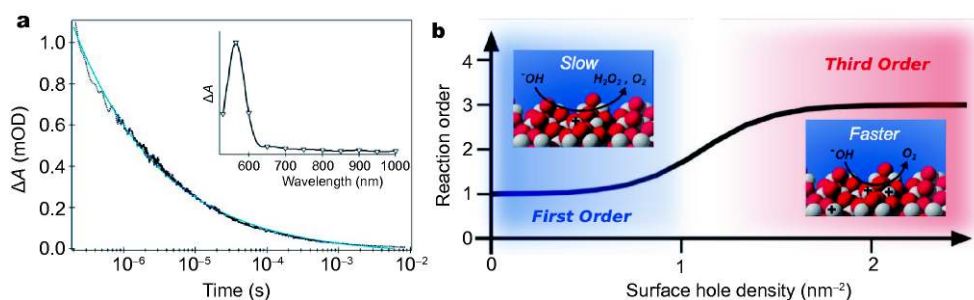 a
ΔA (mOD)
1.0
0.8
0.6
0.4
0.2
0.0
10⁻⁶
10⁻⁵
10⁻⁴
10⁻³
10⁻²
Time (s)
ΔA
600
700
800
900
1000
Wavelength (nm)
b
Reaction order
4
3
2
1
0
Slow
⁻OH
H₂O₂ , O₂
+
First Order
Third Order
Faster
⁻OH
O₂
+
+
+
0
1
2
Surface hole density (nm⁻²)